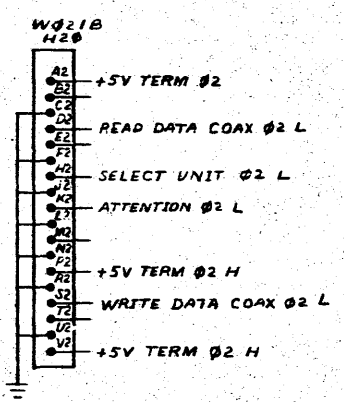 WØ21B
H2Ø
A2 +5V TERM Ø2
B2
C2
D2 READ DATA COAX Ø2 L
E2
F2
H2 SELECT UNIT Ø2 L
J2
K2 ATTENTION Ø2 L
L2
M2
N2
P2 +5V TERM Ø2 H
R2
S2 WRITE DATA COAX Ø2 L
T2
U2
V2 +5V TERM Ø2 H